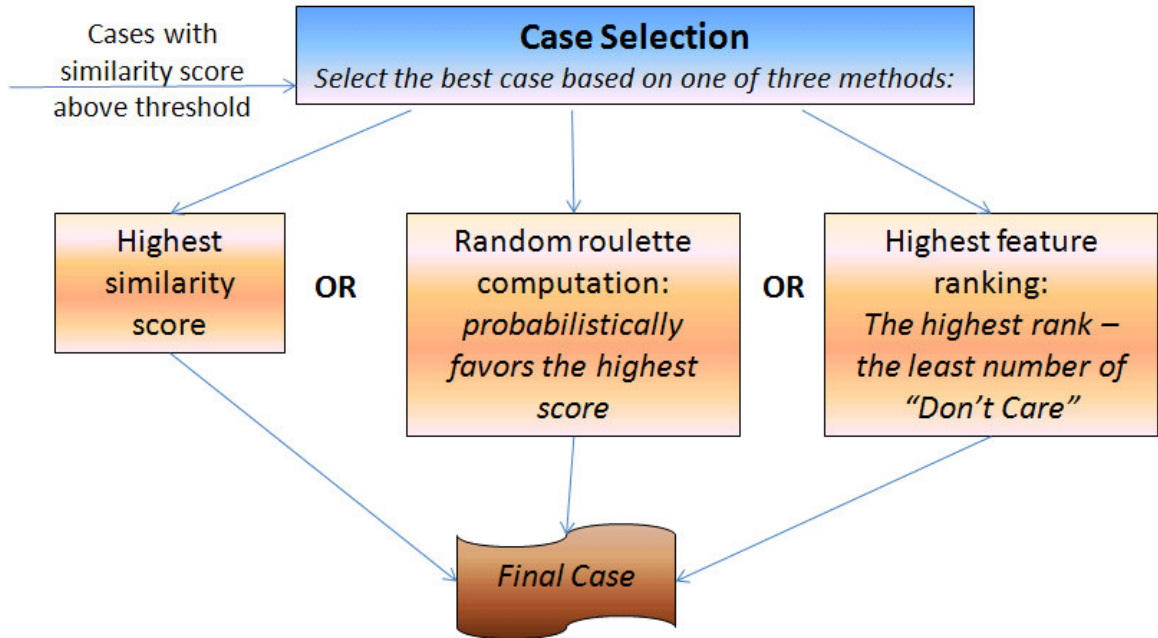 Cases with
similarity score
above threshold
Case Selection
Select the best case based on one of three methods:
Highest
similarity
score
OR
Random roulette
computation:
probabilistically
favors the highest
score
OR
Highest feature
ranking:
The highest rank –
the least number of
“Don’t Care”
Final Case